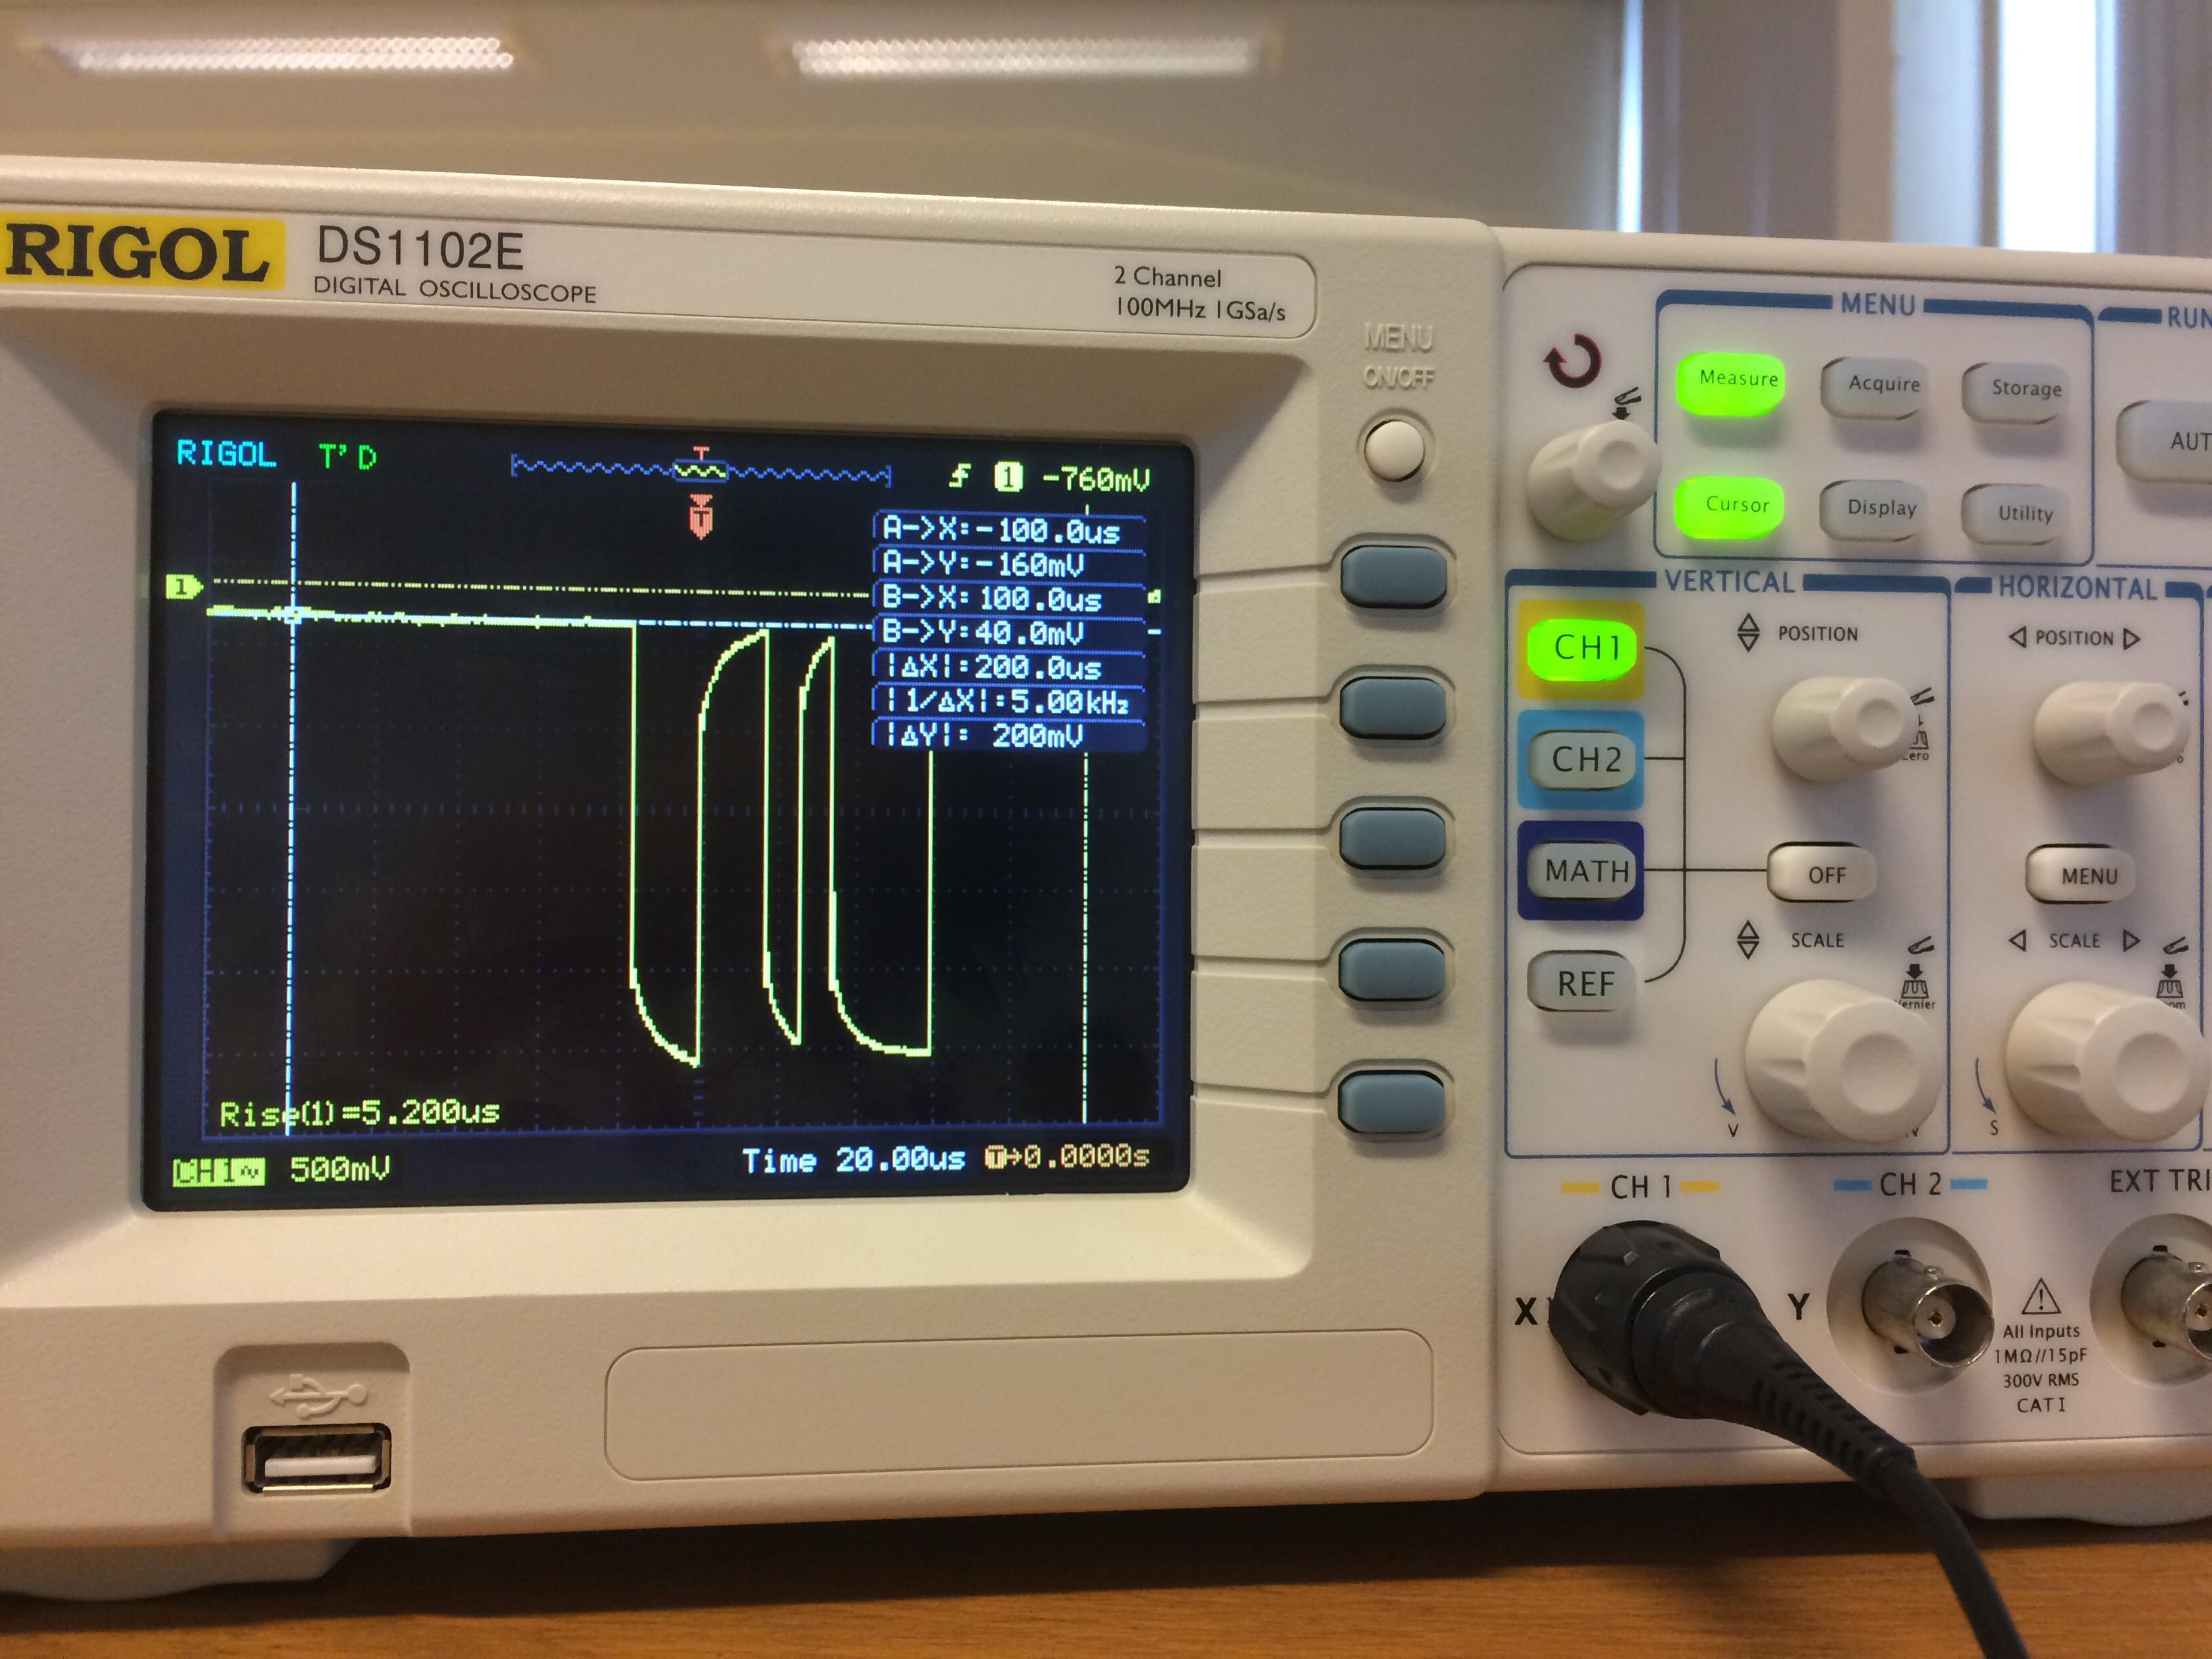 RIGOL
DS1102E
DIGITAL OSCILLOSCOPE
2 Channel
100MHz 1GSa/s
MENU
ON/OFF
RIGOL T'D
T
1 -760mV
T
A->X:-100.0us
A->Y:-160mV
B->X: 100.0us
B->Y: 40.0mV
|ΔX|: 200.0us
|1/ΔX|: 5.00kHz
|ΔY|: 200mV
1
Rise(1)=5.200us
CH1~ 500mV
Time 20.00us T→0.0000s
MENU
Measure
Acquire
Storage
Cursor
Display
Utility
VERTICAL
HORIZONTAL
CH1
POSITION
POSITION
CH2
MATH
OFF
MENU
SCALE
SCALE
REF
V
S
CH 1
CH 2
X
Y
All Inputs
1MΩ//15pF
300V RMS
CAT I